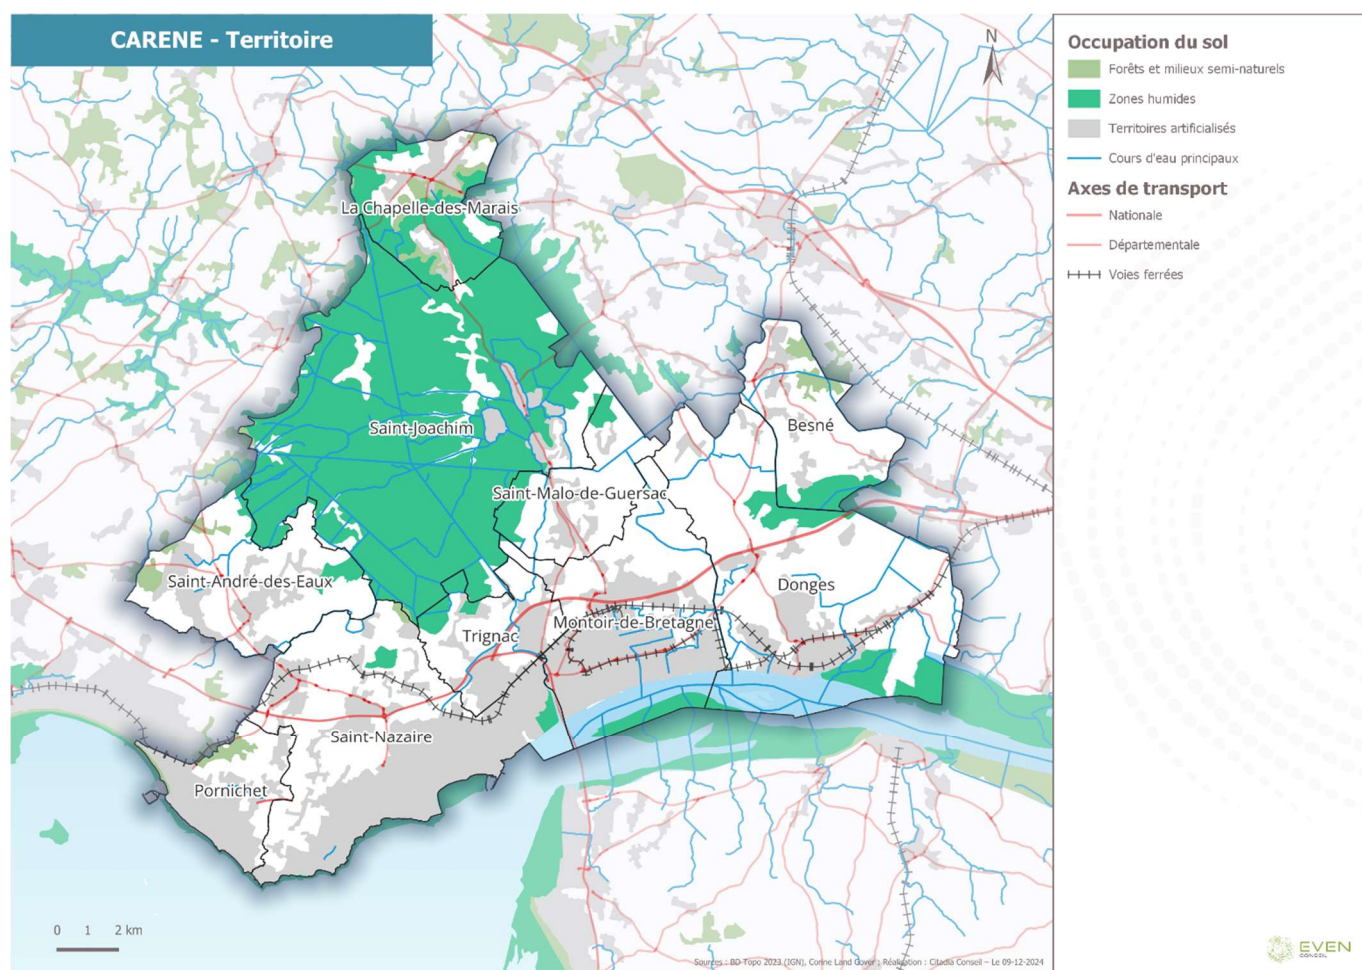 CARENE - Territoire
N
La Chapelle-des-Marais
Saint-Joachim
Besné
Saint-Malo-de-Guersac
Saint-André-des-Eaux
Donges
Montoir-de-Bretagne
Trignac
Saint-Nazaire
Pornichet
0 1 2 km
Sources : BD Topo 2023 (IGN), Corine Land Cover ; Réalisation : Citadia Conseil – Le 09-12-2024
Occupation du sol
Forêts et milieux semi-naturels
Zones humides
Territoires artificialisés
Cours d'eau principaux
Axes de transport
Nationale
Départementale
Voies ferrées
EVEN
CONSEIL